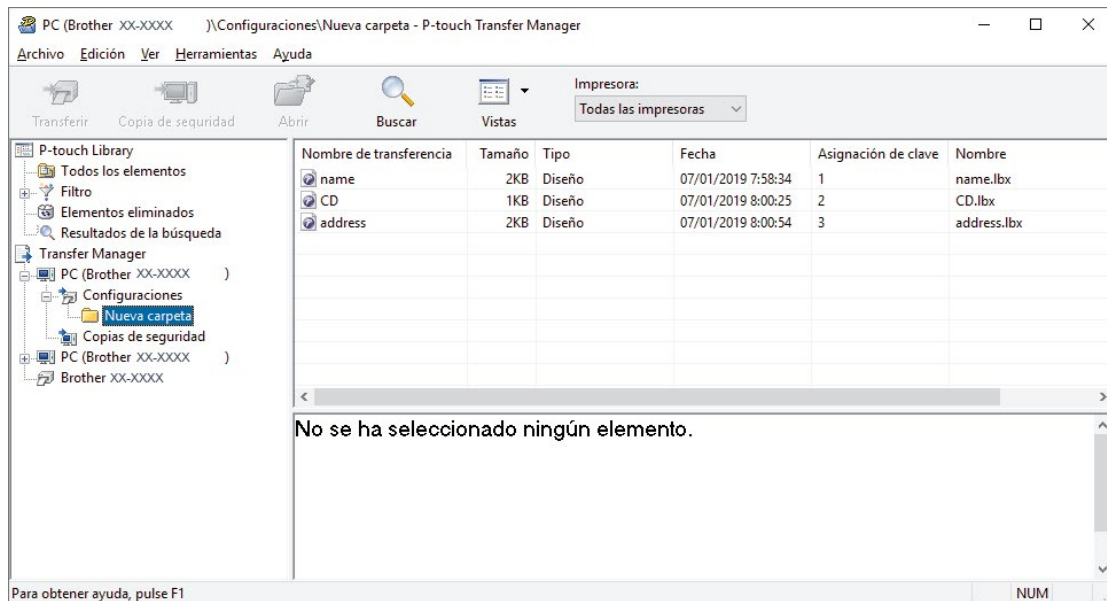 PC (Brother XX-XXXX )\Configuraciones\Nueva carpeta - P-touch Transfer Manager
Archivo Edición Ver Herramientas Ayuda
Transferir Copia de seguridad Abrir Buscar Vistas
Impresora:
Todas las impresoras
P-touch Library
Todos los elementos
Filtro
Elementos eliminados
Resultados de la búsqueda
Transfer Manager
PC (Brother XX-XXXX )
Configuraciones
Nueva carpeta
Copias de seguridad
PC (Brother XX-XXXX )
Brother XX-XXXX
Nombre de transferencia Tamaño Tipo Fecha Asignación de clave Nombre
name 2KB Diseño 07/01/2019 7:58:34 1 name.lbx
CD 1KB Diseño 07/01/2019 8:00:25 2 CD.lbx
address 2KB Diseño 07/01/2019 8:00:54 3 address.lbx
No se ha seleccionado ningún elemento.
Para obtener ayuda, pulse F1
NUM